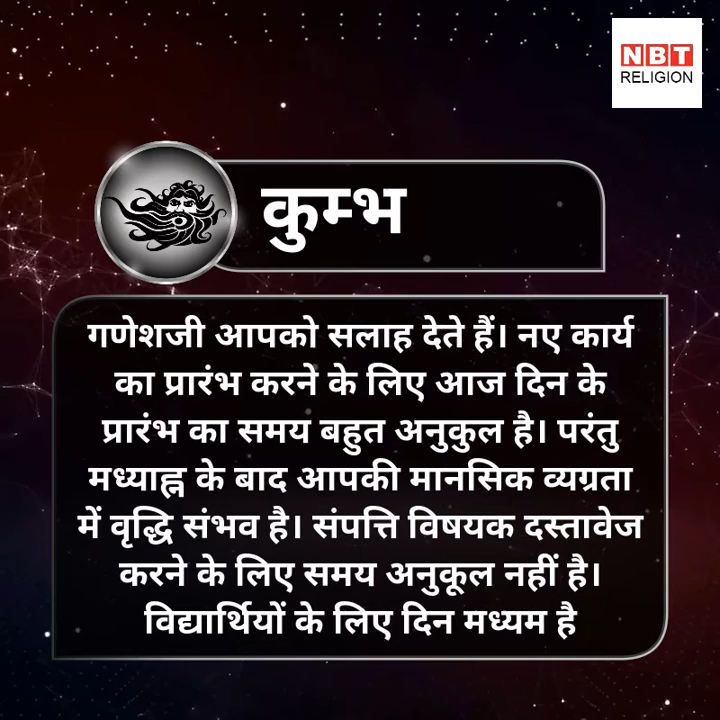 NBT
RELIGION
कुम्भ
गणेशजी आपको सलाह देते हैं। नए कार्य
का प्रारंभ करने के लिए आज दिन के
प्रारंभ का समय बहुत अनुकुल है। परंतु
मध्याह्न के बाद आपकी मानसिक व्यग्रता
में वृद्धि संभव है। संपत्ति विषयक दस्तावेज
करने के लिए समय अनुकूल नहीं है।
विद्यार्थियों के लिए दिन मध्यम है